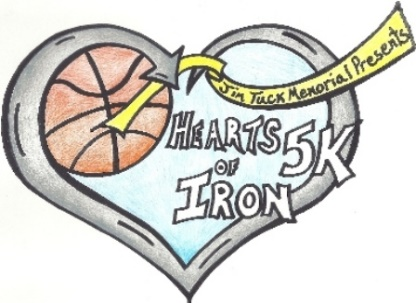 Jim Tuck Memorial Presents
HEARTS
OF
IRON
5K